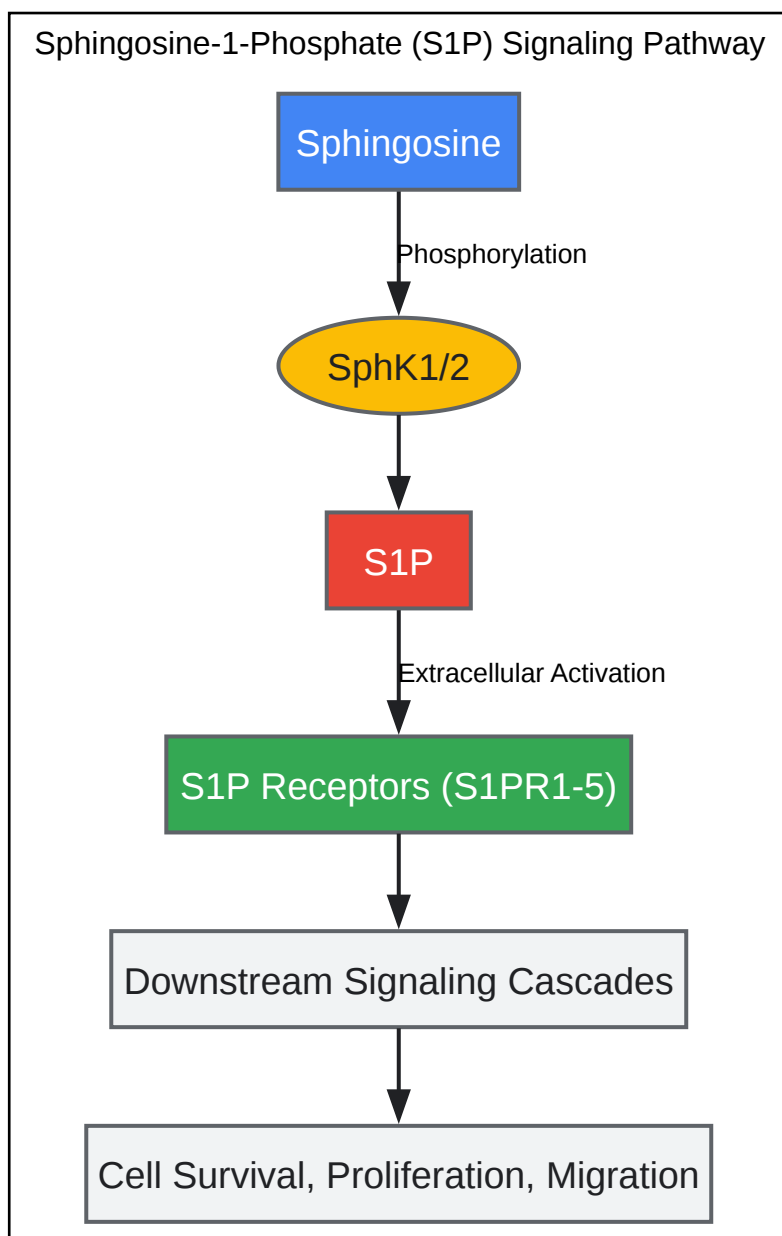 Sphingosine-1-Phosphate (S1P) Signaling Pathway
Sphingosine
Phosphorylation
SphK1/2
S1P
Extracellular Activation
S1P Receptors (S1PR1-5)
Downstream Signaling Cascades
Cell Survival, Proliferation, Migration